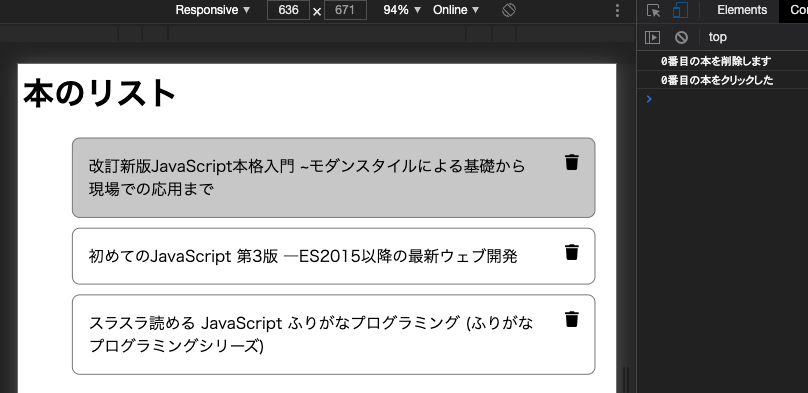 Responsive ▼ 636 × 671 94% ▼ Online ▼
Elements
top
0番目の本を削除します
0番目の本をクリックした
本のリスト
改訂新版JavaScript本格入門 ~モダンスタイルによる基礎から
現場での応用まで
初めてのJavaScript 第3版 ―ES2015以降の最新ウェブ開発
スラスラ読める JavaScript ふりがなプログラミング (ふりがな
プログラミングシリーズ)